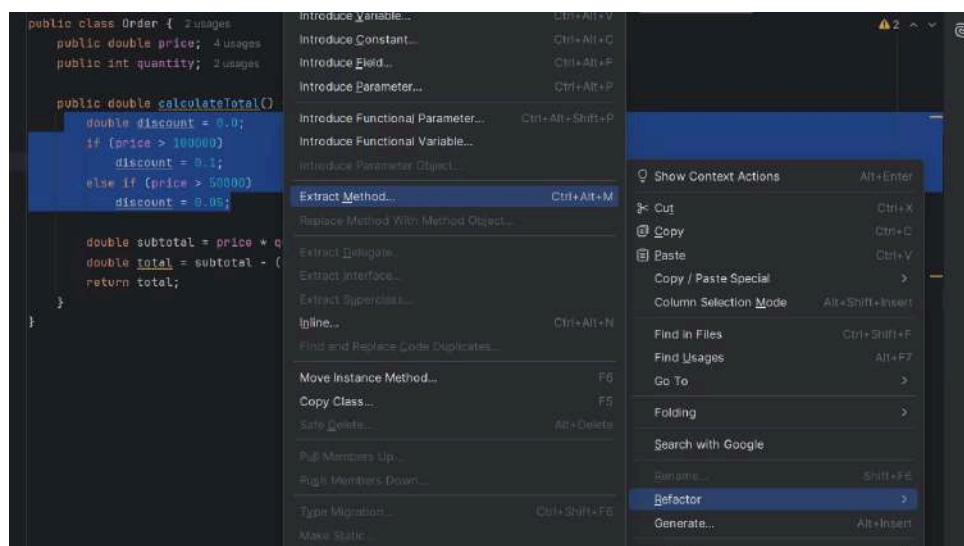 public class Order { 2 usages
public double price; 4 usages
public int quantity; 2 usages
public double calculateTotal()
double discount = 0.0;
if (price > 100000)
discount = 0.1;
else if (price > 50000)
discount = 0.05;
double subtotal = price * q
double total = subtotal - (
return total;
}
}
Introduce Variable... Ctrl+Alt+V
Introduce Constant... Ctrl+Alt+C
Introduce Field... Ctrl+Alt+F
Introduce Parameter... Ctrl+Alt+P
Introduce Functional Parameter... Ctrl+Alt+Shift+P
Introduce Functional Variable...
Introduce Parameter Object...
Extract Method... Ctrl+Alt+M
Replace Method With Method Object...
Extract Delegate...
Extract Interface...
Extract Superclass...
Inline... Ctrl+Alt+N
Find and Replace Code Duplicates...
Move Instance Method... F6
Copy Class... F5
Safe Delete... Alt+Delete
Pull Members Up...
Push Members Down...
Type Migration... Ctrl+Shift+F6
Make Static...
2
Show Context Actions Alt+Enter
Cut Ctrl+X
Copy Ctrl+C
Paste Ctrl+V
Copy / Paste Special
Column Selection Mode Alt+Shift+Insert
Find in Files Ctrl+Shift+F
Find Usages Alt+F7
Go To
Folding
Search with Google
Rename... Shift+F6
Refactor
Generate... Alt+Insert